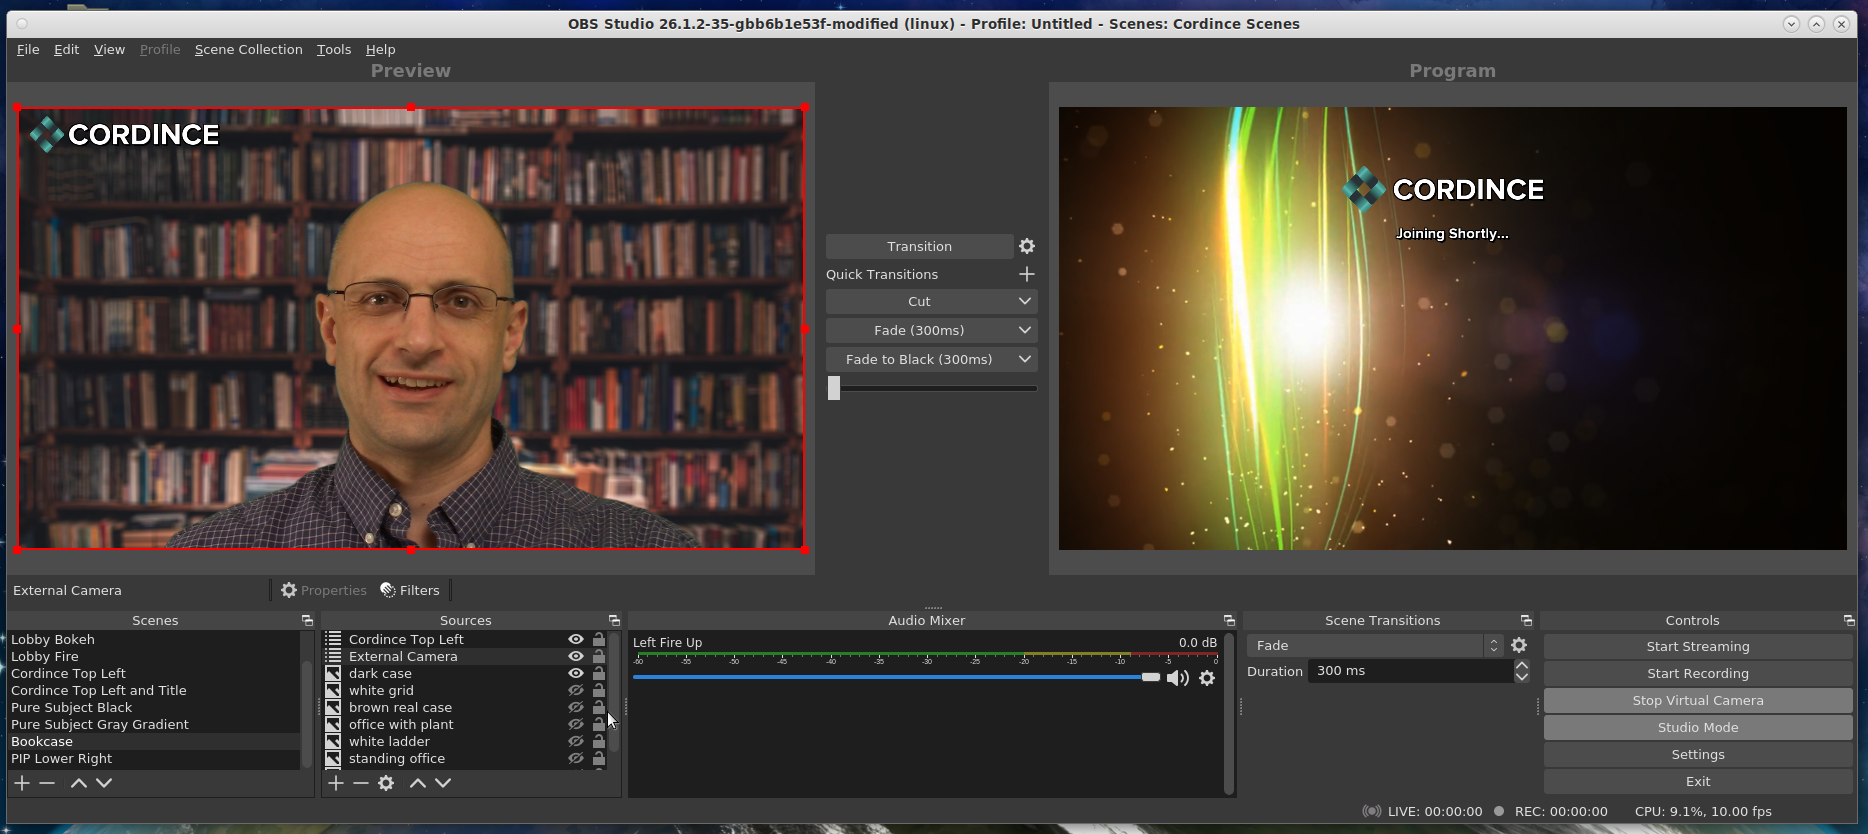 OBS Studio 26.1.2-35-gbb6b1e53f-modified (linux) - Profile: Untitled - Scenes: Cordince Scenes
File Edit View Profile Scene Collection Tools Help
Preview
Program
CORDINCE
CORDINCE
Joining Shortly...
Transition
Quick Transitions
Cut
Fade (300ms)
Fade to Black (300ms)
External Camera
Properties
Filters
Scenes
Lobby Bokeh
Lobby Fire
Cordince Top Left
Cordince Top Left and Title
Pure Subject Black
Pure Subject Gray Gradient
Bookcase
PIP Lower Right
Sources
Cordince Top Left
External Camera
dark case
white grid
brown real case
office with plant
white ladder
standing office
Audio Mixer
Left Fire Up 0.0 dB
-60 -55 -50 -45 -40 -35 -30 -25 -20 -15 -10 -5 0
Scene Transitions
Fade
Duration 300 ms
Controls
Start Streaming
Start Recording
Stop Virtual Camera
Studio Mode
Settings
Exit
LIVE: 00:00:00 REC: 00:00:00 CPU: 9.1%, 10.00 fps